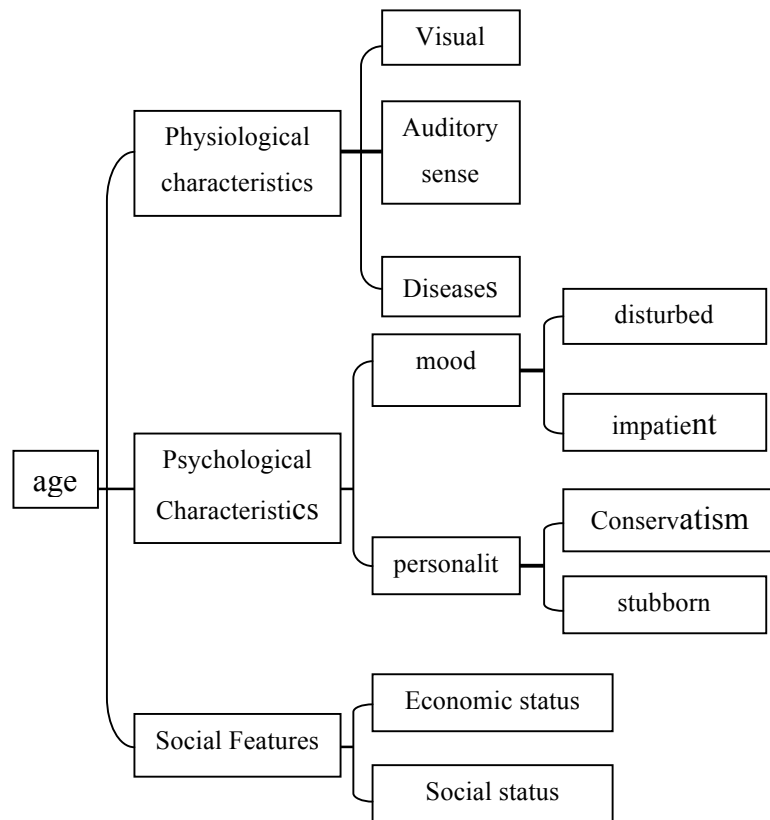 Visual
Physiological
characteristics
Auditory
sense
Diseases
disturbed
mood
impatient
age
Psychological
Characteristics
Conservatism
personalit
stubborn
Economic status
Social Features
Social status